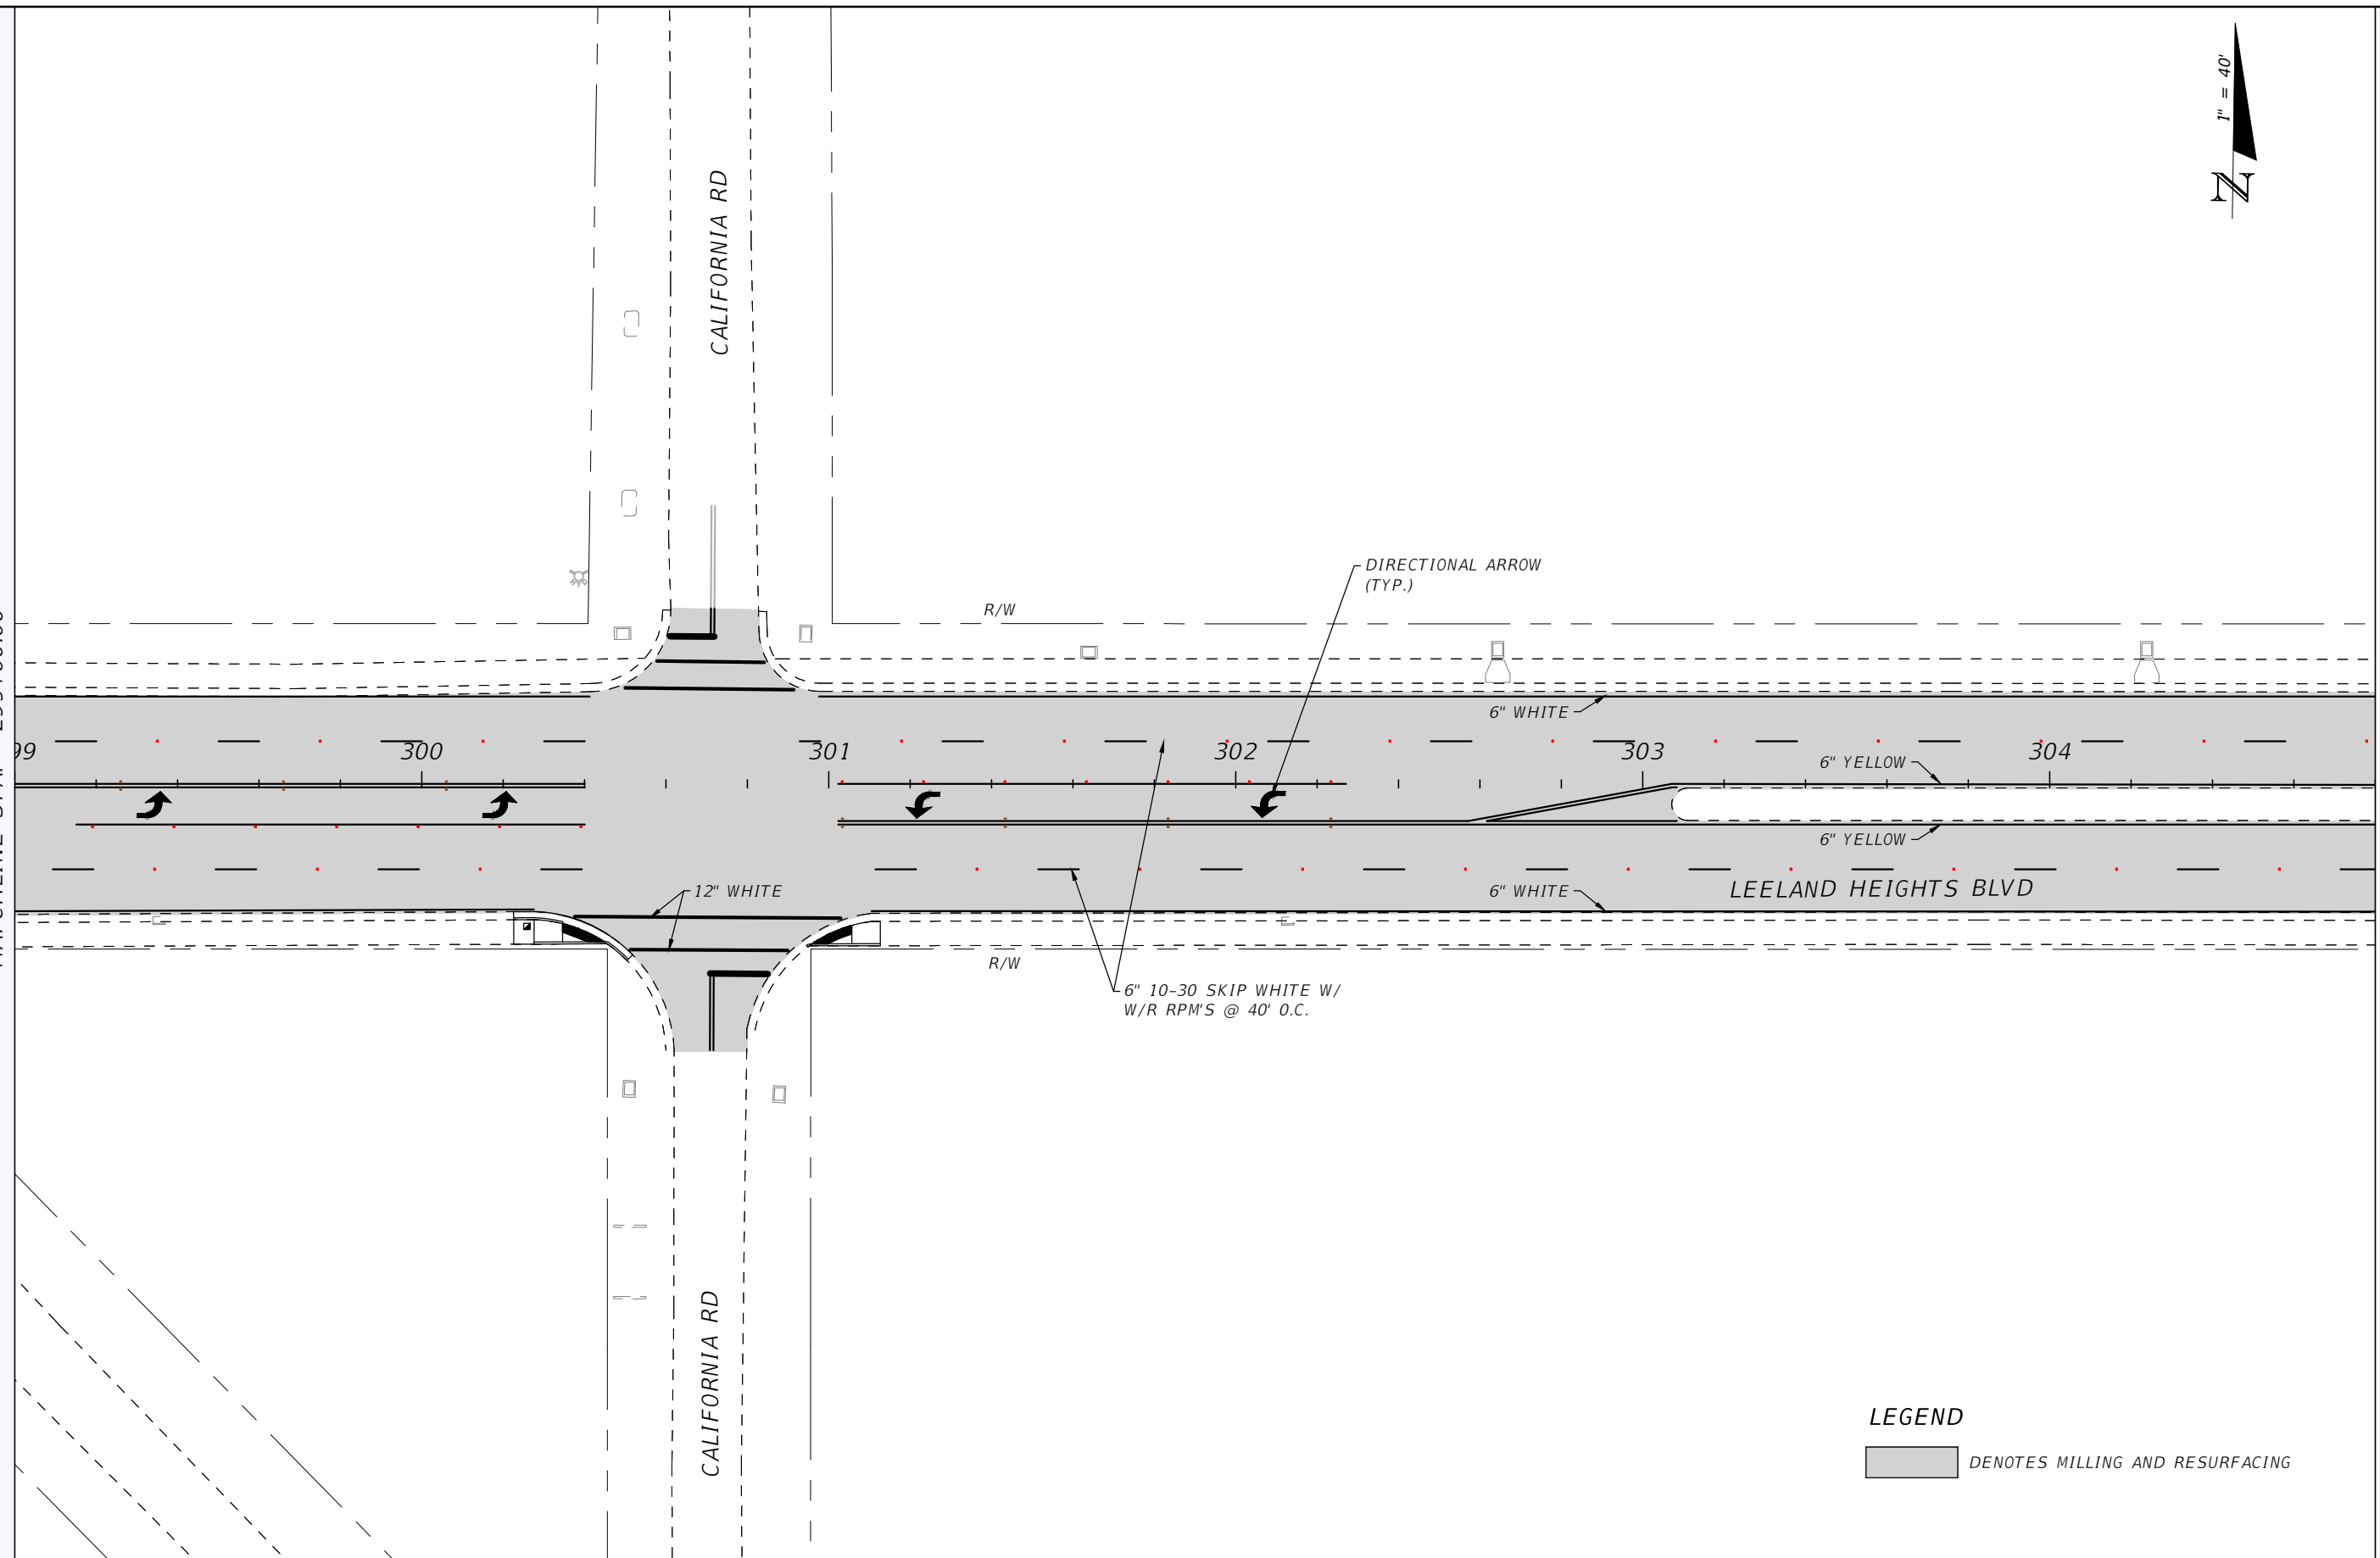 1" = 40'
N
CALIFORNIA RD
DIRECTIONAL ARROW
(TYP.)
R/W
6" WHITE
99
300
301
302
303
304
6" YELLOW
6" YELLOW
12" WHITE
6" WHITE
LEELAND HEIGHTS BLVD
R/W
6" 10-30 SKIP WHITE W/
W/R RPM'S @ 40' O.C.
CALIFORNIA RD
LEGEND
DENOTES MILLING AND RESURFACING